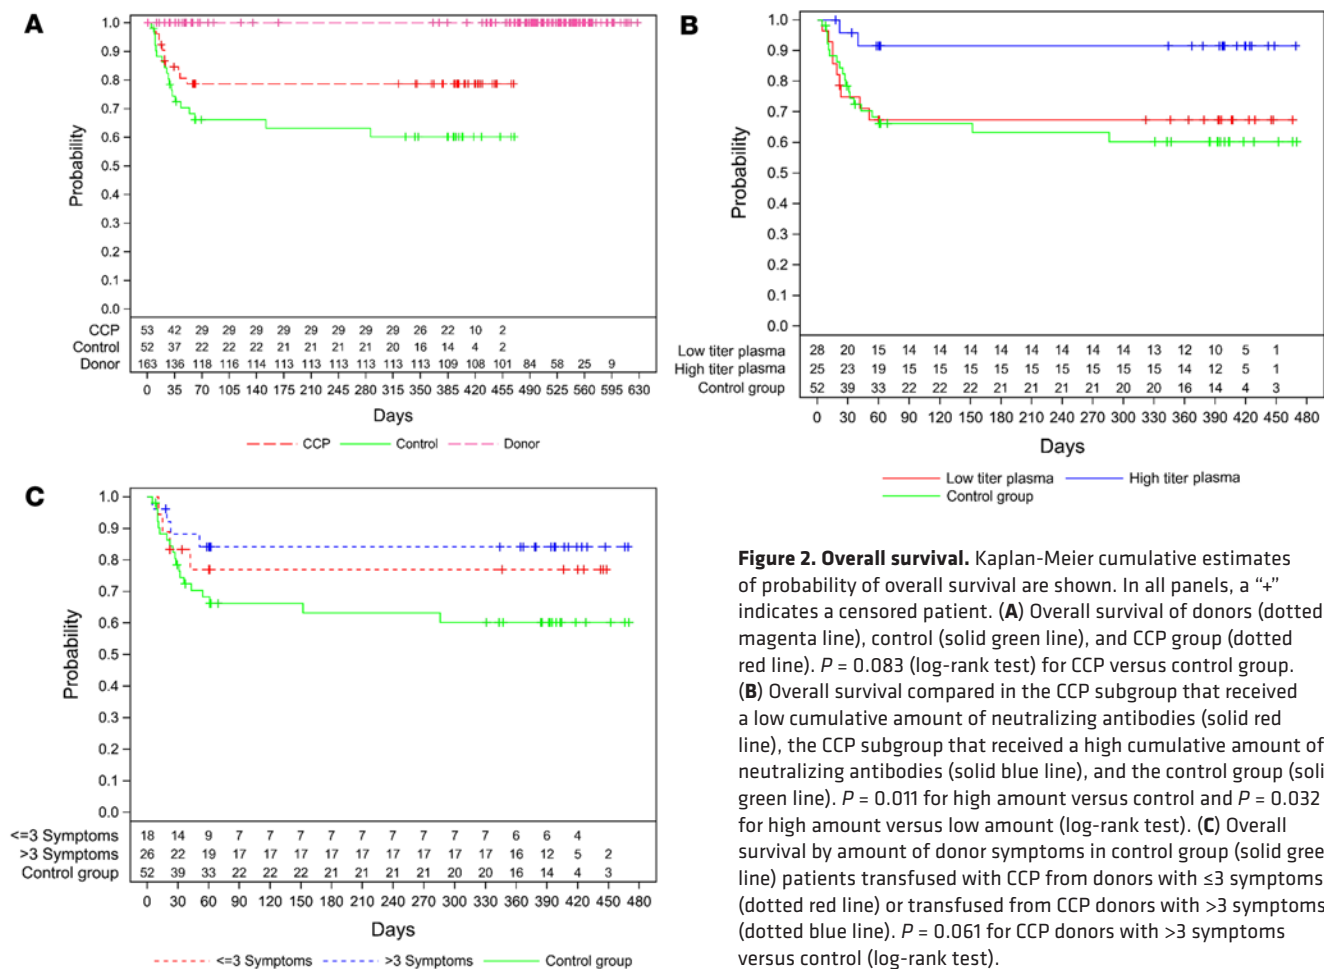 A
1.0
0.9
0.8
0.7
0.6
0.5
0.4
0.3
0.2
0.1
0.0
Probability
CCP 53 42 29 29 29 29 29 29 29 26 22 10 2
Control 52 37 22 22 22 21 21 21 21 20 16 14 4 2
Donor 163 136 118 116 114 113 113 113 113 113 113 109 108 101 84 58 25 9
0 35 70 105 140 175 210 245 280 315 350 385 420 455 490 525 560 595 630
Days
CCP Control Donor
B
1.0
0.9
0.8
0.7
0.6
0.5
0.4
0.3
0.2
0.1
0.0
Probability
Low titer plasma 28 20 15 14 14 14 14 14 14 14 14 13 12 10 5 1
High titer plasma 25 23 19 15 15 15 15 15 15 15 15 15 14 12 5 1
Control group 52 39 33 22 22 22 21 21 21 21 20 20 16 14 4 3
0 30 60 90 120 150 180 210 240 270 300 330 360 390 420 450 480
Days
Low titer plasma High titer plasma
Control group
C
1.0
0.9
0.8
0.7
0.6
0.5
0.4
0.3
0.2
0.1
0.0
Probability
<=3 Symptoms 18 14 9 7 7 7 7 7 7 7 7 7 6 6 4
>3 Symptoms 26 22 19 17 17 17 17 17 17 17 17 17 16 12 5 2
Control group 52 39 33 22 22 22 21 21 21 21 20 20 16 14 4 3
0 30 60 90 120 150 180 210 240 270 300 330 360 390 420 450 480
Days
<=3 Symptoms >3 Symptoms Control group
Figure 2. Overall survival. Kaplan-Meier cumulative estimates
of probability of overall survival are shown. In all panels, a “+”
indicates a censored patient. (A) Overall survival of donors (dotted
magenta line), control (solid green line), and CCP group (dotted
red line). P = 0.083 (log-rank test) for CCP versus control group.
(B) Overall survival compared in the CCP subgroup that received
a low cumulative amount of neutralizing antibodies (solid red
line), the CCP subgroup that received a high cumulative amount of
neutralizing antibodies (solid blue line), and the control group (soli
green line). P = 0.011 for high amount versus control and P = 0.032
for high amount versus low amount (log-rank test). (C) Overall
survival by amount of donor symptoms in control group (solid gree
line) patients transfused with CCP from donors with ≤3 symptoms
(dotted red line) or transfused from CCP donors with >3 symptoms
(dotted blue line). P = 0.061 for CCP donors with >3 symptoms
versus control (log-rank test).